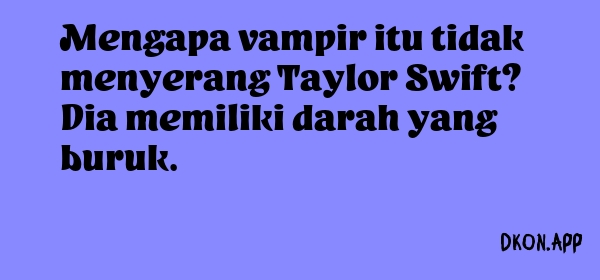 Mengapa vampir itu tidak
menyerang Taylor Swift?
Dia memiliki darah yang
buruk.
DKON.APP